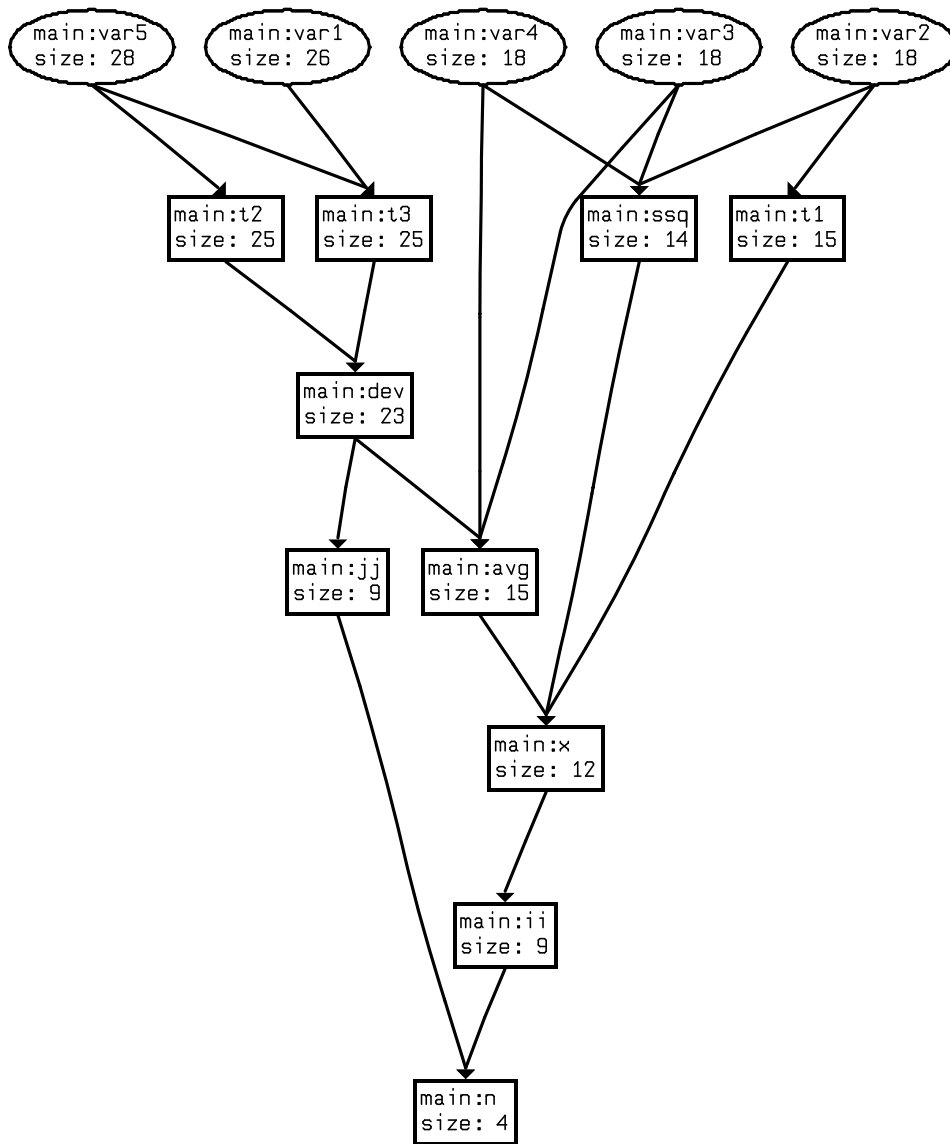 main:var5
size: 28
main:var1
size: 26
main:var4
size: 18
main:var3
size: 18
main:var2
size: 18
main:t2
size: 25
main:t3
size: 25
main:ssq
size: 14
main:t1
size: 15
main:dev
size: 23
main:jj
size: 9
main:avg
size: 15
main:x
size: 12
main:ii
size: 9
main:n
size: 4